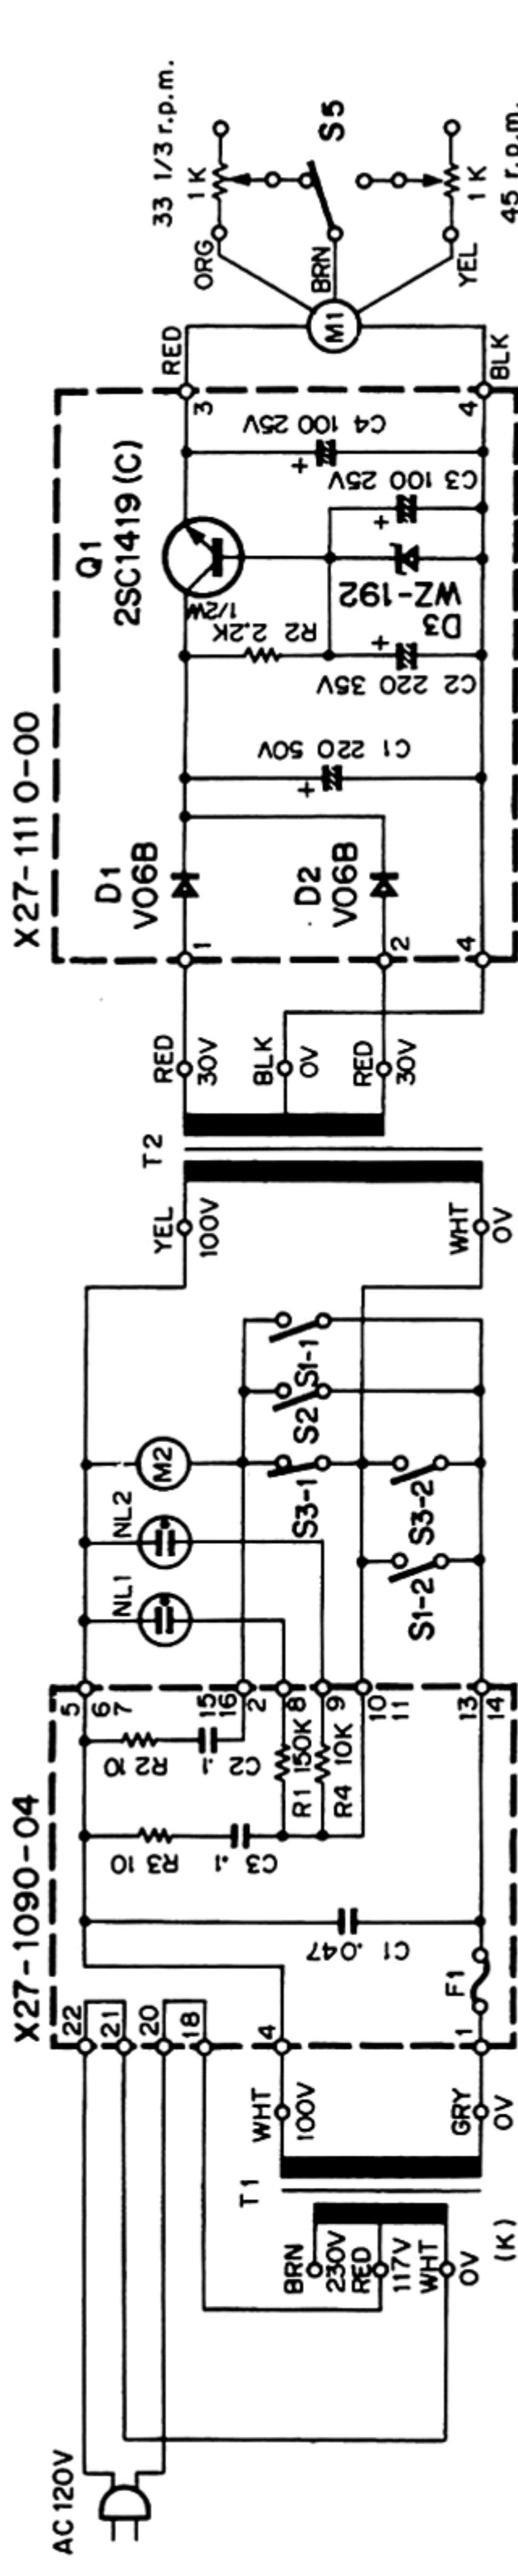 33 1/3 r.p.m.
1K
ORG
S5
BRN
1K
45 r.p.m.
YEL
M1
RED
BLK
X27-1110-00
3
4
Q1
2SC1419(C)
C4 100 25V
C3 100 25V
1/2W
R2 2.2K
WZ-192
D3
C2 220 35V
C1 220 50V
D1
V06B
D2
V06B
1
2
4
RED
30V
BLK
0V
RED
30V
T2
YEL
100V
WHT
0V
M2
NL2
NL1
S1-1
S2
S3-1
S3-2
S1-2
X27-1090-04
5
6
7
15
16
2
8
9
10
11
13
14
R2 10
C2 .1
R1 150K
R4 10K
R3 10
C3 .1
C1 .047
F1
22
21
20
18
4
1
WHT
100V
GRY
0V
T1
BRN
230V
RED
117V
WHT
0V
(K)
AC 120V